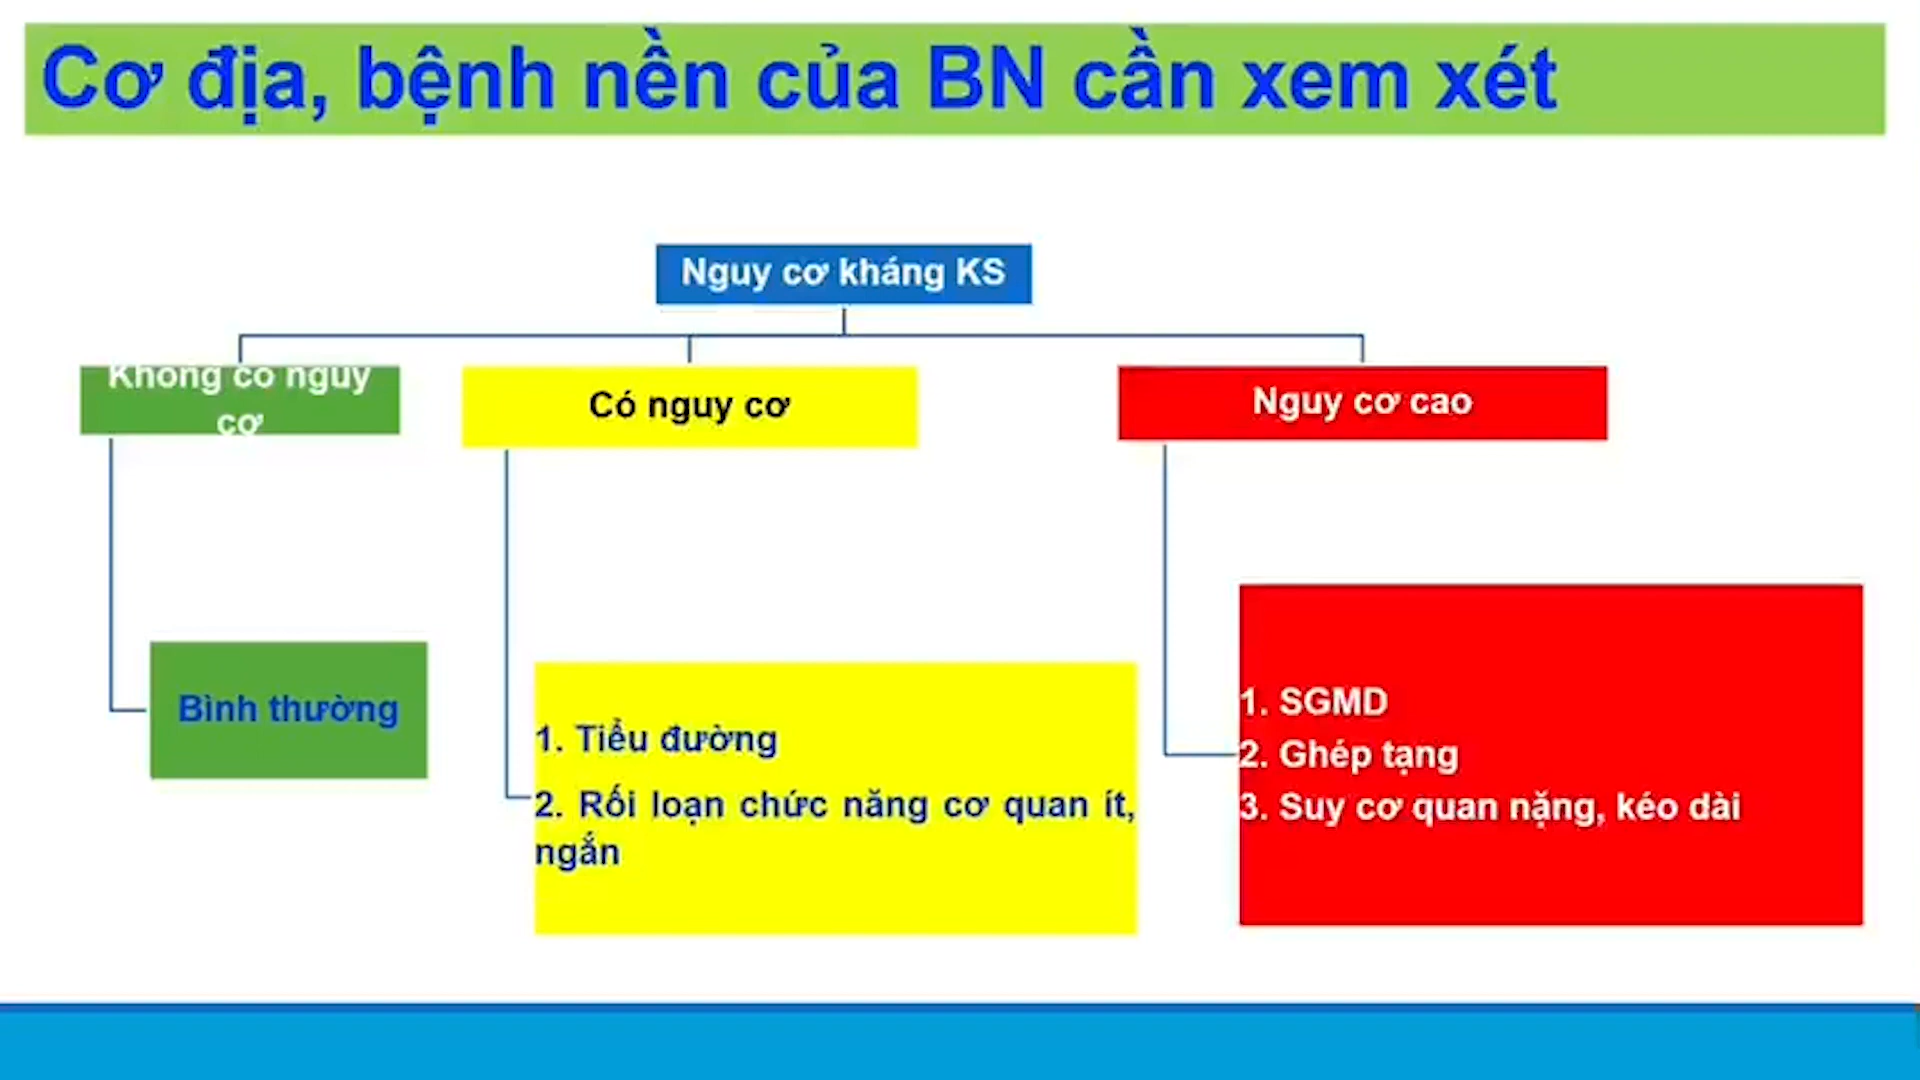 Cơ địa, bệnh nền của BN cần xem xét
Nguy cơ kháng KS
Không có nguy
cơ
Có nguy cơ
Nguy cơ cao
Bình thường
1. Tiểu đường
2. Rối loạn chức năng cơ quan ít,
ngắn
1. SGMD
2. Ghép tạng
3. Suy cơ quan nặng, kéo dài